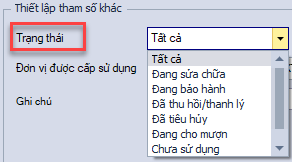 Thiết lập tham số khác
Trạng thái
Tất cả
Đơn vị được cấp sử dụng
Ghi chú
Tất cả
Đang sửa chữa
Đang bảo hành
Đã thu hồi/thanh lý
Đã tiêu hủy
Đang cho mượn
Chưa sử dụng